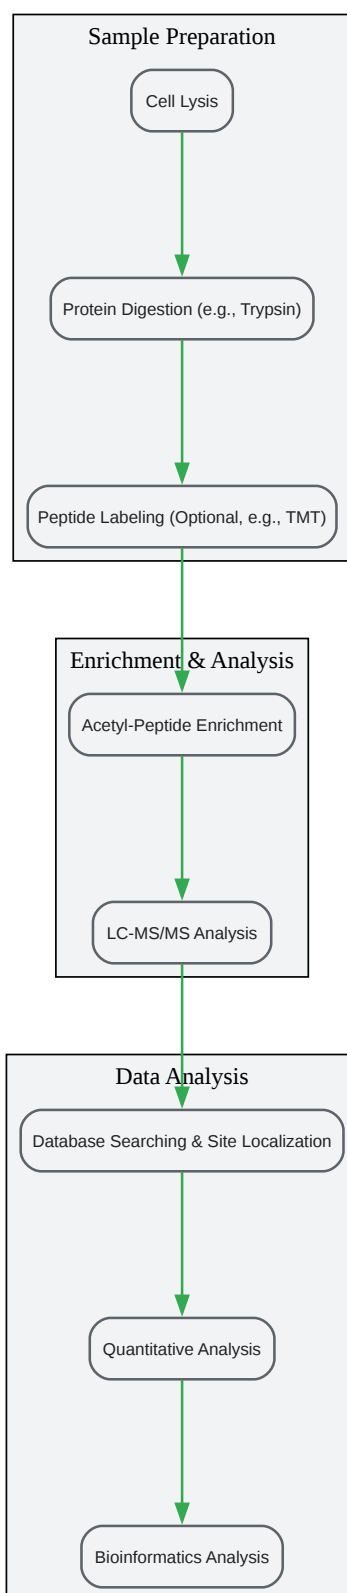 Sample Preparation
Cell Lysis
Protein Digestion (e.g., Trypsin)
Peptide Labeling (Optional, e.g., TMT)
Enrichment & Analysis
Acetyl-Peptide Enrichment
LC-MS/MS Analysis
Data Analysis
Database Searching & Site Localization
Quantitative Analysis
Bioinformatics Analysis